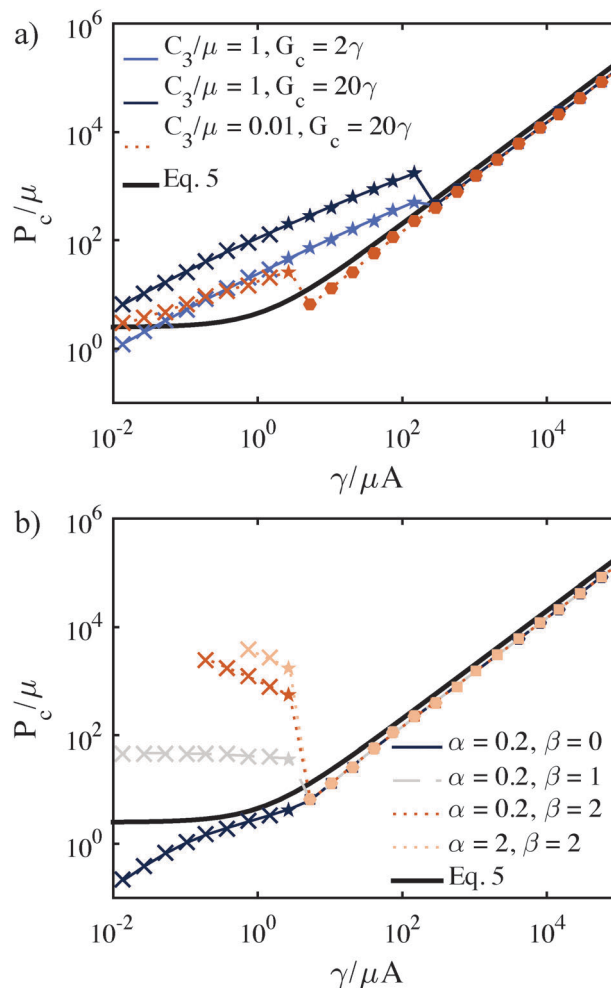 a)
10^6
C_3/μ = 1, G_c = 2γ
C_3/μ = 1, G_c = 20γ
C_3/μ = 0.01, G_c = 20γ
Eq. 5
10^4
P_c/μ
10^2
10^0
10^-2 10^0 10^2 10^4
γ/μA
b)
10^6
10^4
P_c/μ
10^2
α = 0.2, β = 0
α = 0.2, β = 1
α = 0.2, β = 2
α = 2, β = 2
Eq. 5
10^0
10^-2 10^0 10^2 10^4
γ/μA